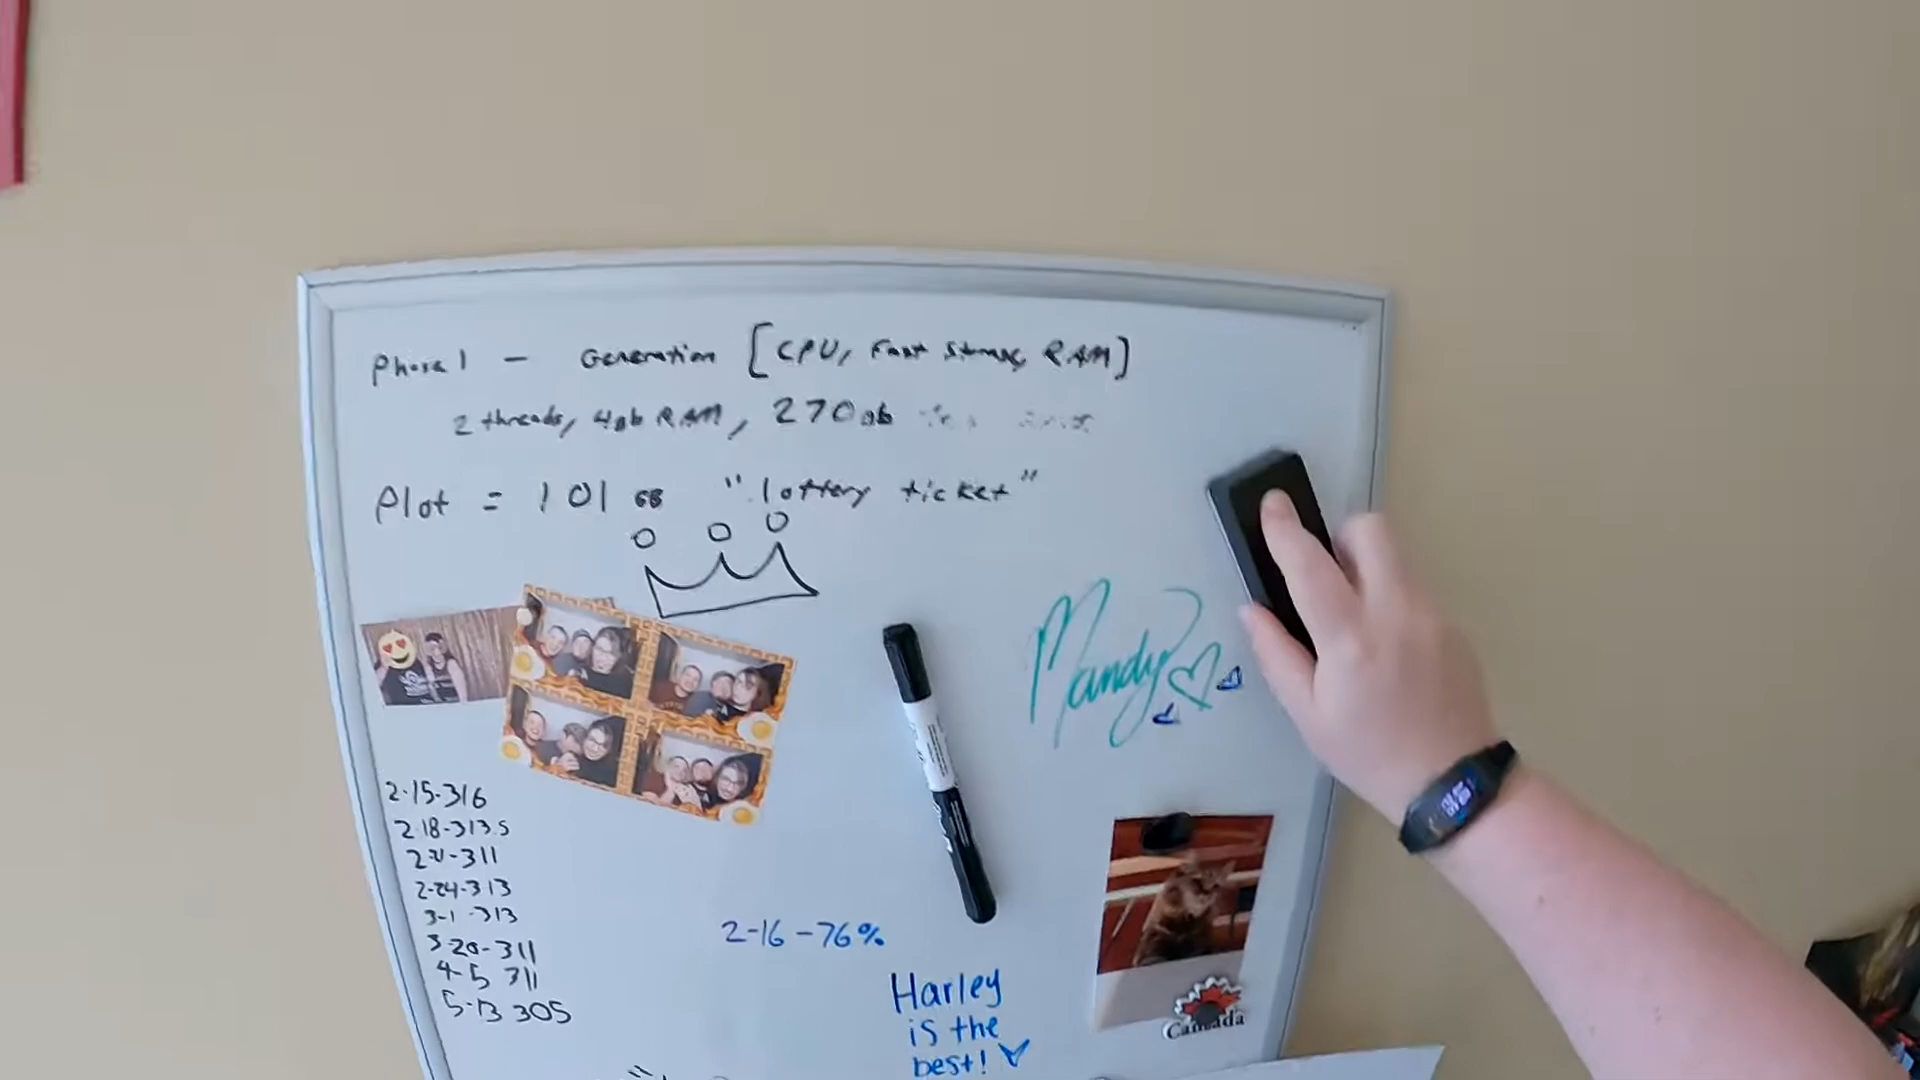 Phase 1 - Generation [CPU, Fast Storage, RAM]
2 threads, 4gb RAM, 270gb
Plot = 101 GB "lottery ticket"
Mandy
2-15-316
2-18-313.5
2-21-311
2-24-313
3-1-313
3-20-311
4-5 311
5-13 305
2-16-76%
Harley
is the
best!
Canada